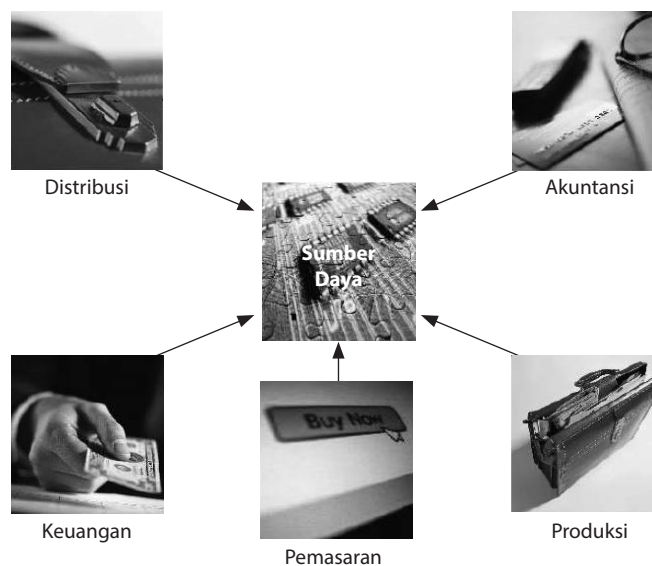 Distribusi
Akuntansi
Sumber
Daya
Buy Now
Keuangan
Produksi
Pemasaran